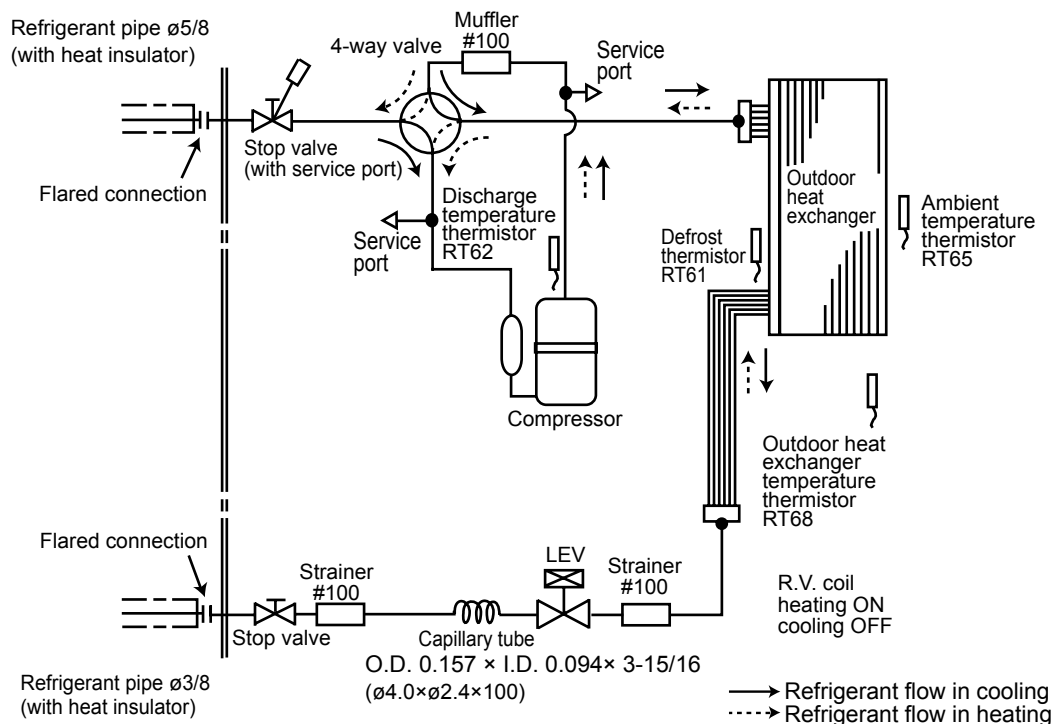 Refrigerant pipe ø5/8
(with heat insulator)
4-way valve
Muffler
#100
Service
port
Stop valve
(with service port)
Flared connection
Discharge
temperature
thermistor
RT62
Service
port
Compressor
Outdoor
heat
exchanger
Defrost
thermistor
RT61
Ambient
temperature
thermistor
RT65
Outdoor heat
exchanger
temperature
thermistor
RT68
Flared connection
Strainer
#100
LEV
Strainer
#100
Stop valve
Capillary tube
O.D. 0.157 × I.D. 0.094× 3-15/16
(ø4.0×ø2.4×100)
R.V. coil
heating ON
cooling OFF
Refrigerant pipe ø3/8
(with heat insulator)
Refrigerant flow in cooling
Refrigerant flow in heating